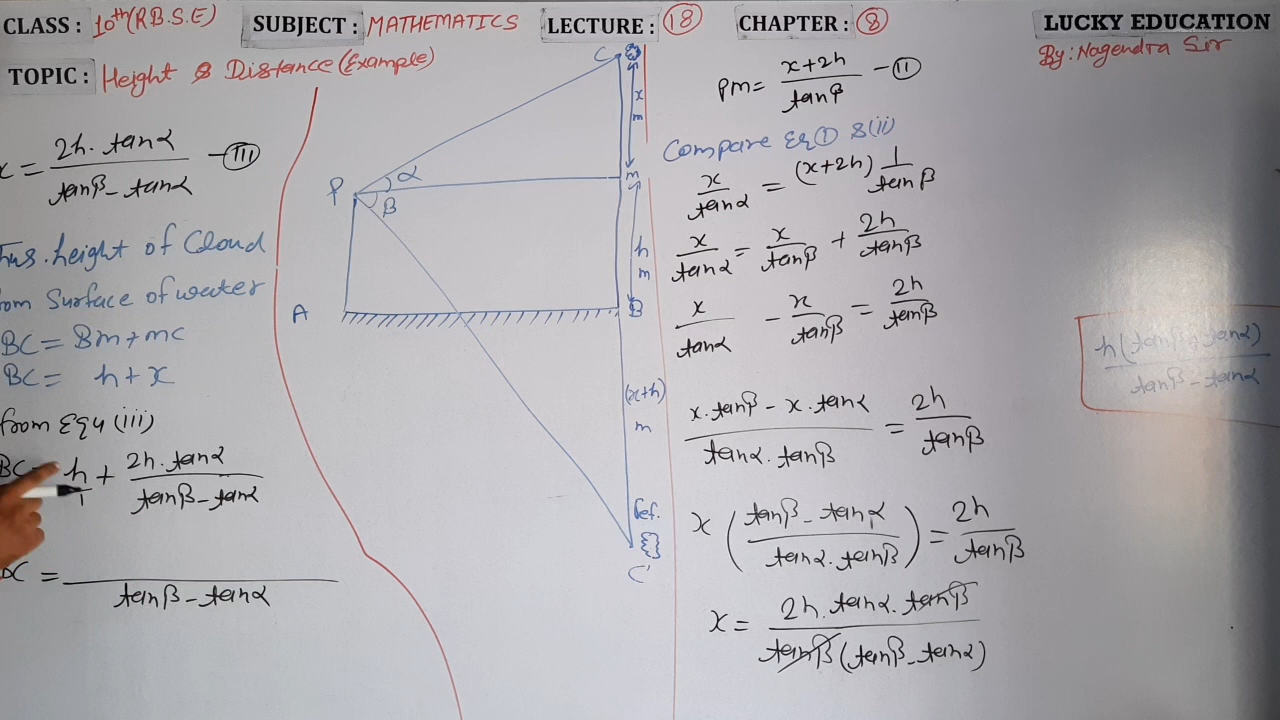 CLASS : 10th (R.B.S.E) SUBJECT : MATHEMATICS LECTURE : 18 CHAPTER : 8 LUCKY EDUCATION
By: Nagendra Sir
TOPIC : Height & Distance (Example)
x = 2h. tanα / tanβ - tanα - (III)
height of Cloud
Surface of water
BC = BM + MC
BC = h + x
from Equ (iii)
BC = h/1 + 2h. tanα / tanβ - tanα
= / tanβ - tanα
C
x
m
P
α
β
M
h
m
A
B
(x+h)
m
Ref.
C'
PM = x+2h / tanβ - (II)
Compare Eq (I) & (ii)
x / tanα = (x+2h) 1 / tanβ
x / tanα = x / tanβ + 2h / tanβ
x / tanα - x / tanβ = 2h / tanβ
x. tanβ - x. tanα / tanα. tanβ = 2h / tanβ
x ( tanβ - tanα / tanα. tanβ ) = 2h / tanβ
x = 2h. tanα. tanβ / tanβ (tanβ - tanα)
h (tanβ + tanα) / tanβ - tanα